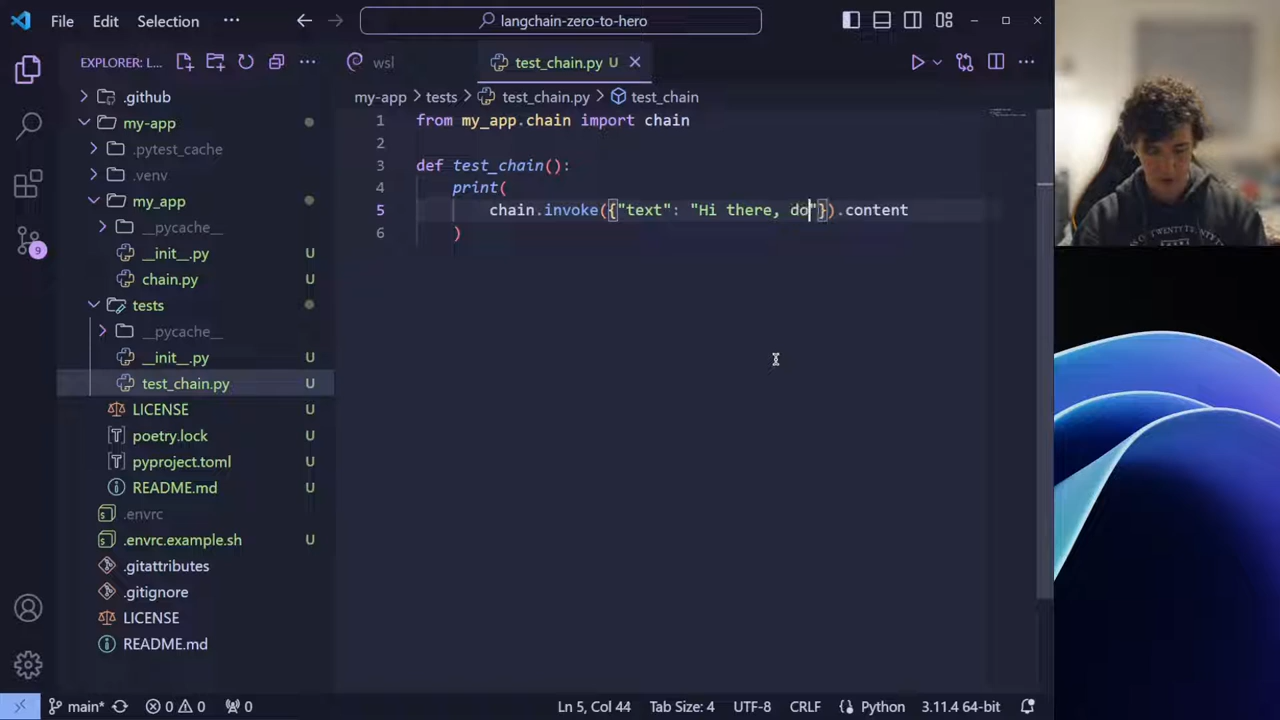 File Edit Selection ··· langchain-zero-to-hero
EXPLORER: L... ··· wsl test_chain.py U
.github
my-app
.pytest_cache
.venv
my_app
__pycache__
__init__.py U
chain.py U
tests
__pycache__
__init__.py U
test_chain.py U
LICENSE U
poetry.lock U
pyproject.toml U
README.md U
.envrc
.envrc.example.sh U
.gitattributes
.gitignore
LICENSE
README.md
9
my-app > tests > test_chain.py > test_chain
1 from my_app.chain import chain
2
3 def test_chain():
4 print(
5 chain.invoke({"text": "Hi there, do"}).content
6 )
main* 0 0 0 Ln 5, Col 44 Tab Size: 4 UTF-8 CRLF Python 3.11.4 64-bit